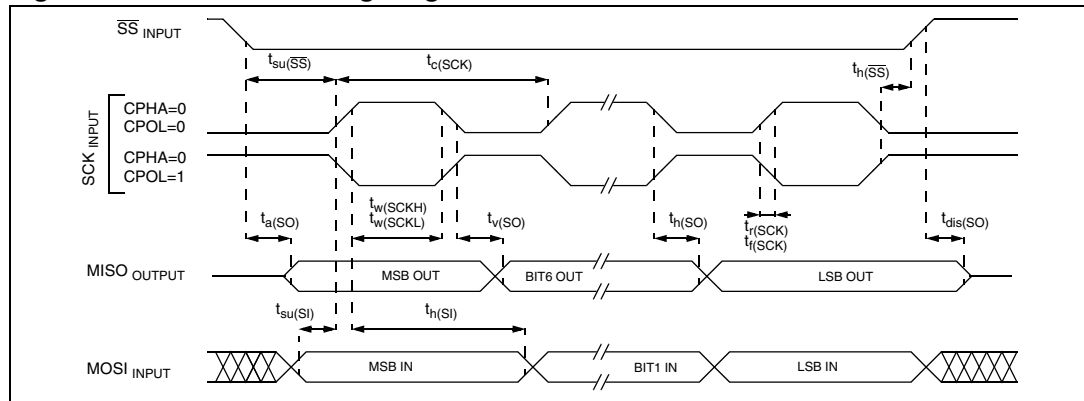 SS INPUT
tsu(SS)
tc(SCK)
th(SS)
SCK INPUT
CPHA=0
CPOL=0
CPHA=0
CPOL=1
ta(SO)
tw(SCKH)
tw(SCKL)
tv(SO)
th(SO)
tr(SCK)
tf(SCK)
tdis(SO)
MISO OUTPUT
MSB OUT
BIT6 OUT
LSB OUT
tsu(SI)
th(SI)
MOSI INPUT
MSB IN
BIT1 IN
LSB IN